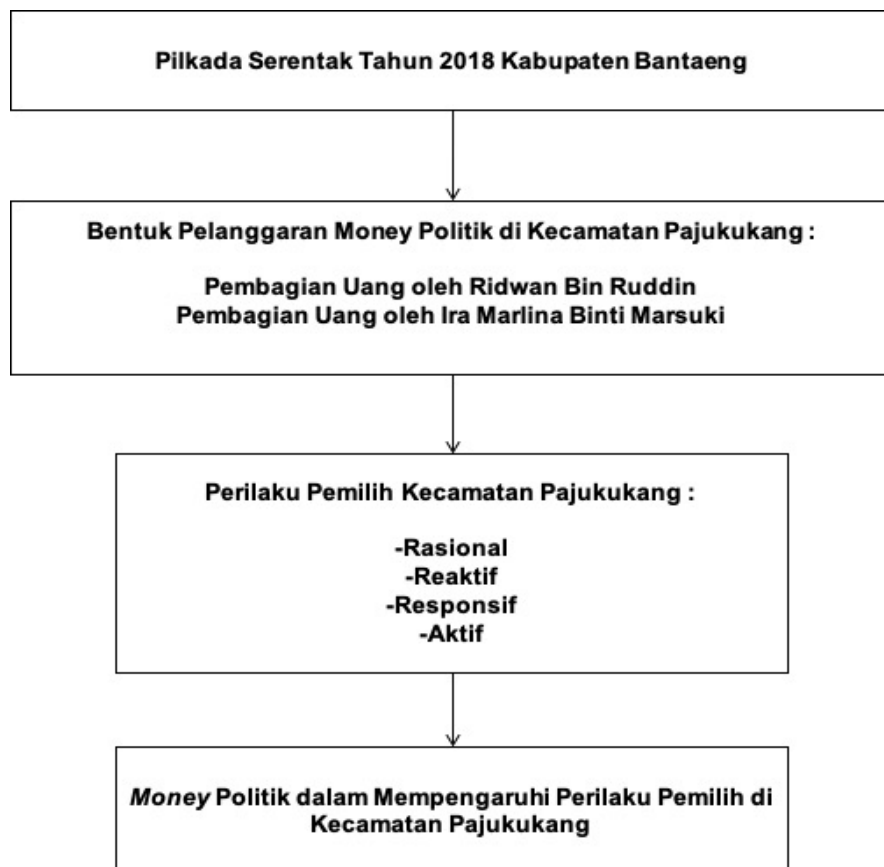 Pilkada Serentak Tahun 2018 Kabupaten Bantaeng
Bentuk Pelanggaran Money Politik di Kecamatan Pajukukang :
Pembagian Uang oleh Ridwan Bin Ruddin
Pembagian Uang oleh Ira Marlina Binti Marsuki
Perilaku Pemilih Kecamatan Pajukukang :
-Rasional
-Reaktif
-Responsif
-Aktif
Money Politik dalam Mempengaruhi Perilaku Pemilih di
Kecamatan Pajukukang